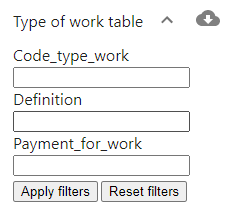 Type of work table
Code_type_work
Definition
Payment_for_work
Apply filters Reset filters